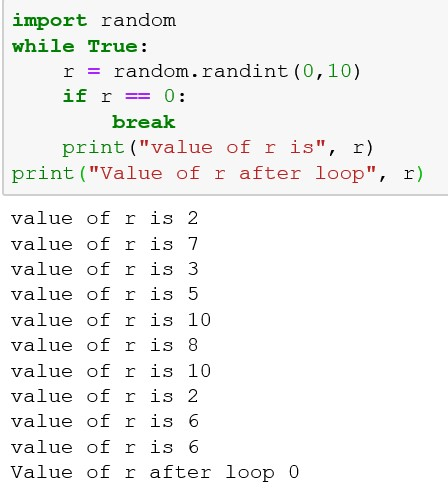 import random
while True:
    r = random.randint(0,10)
    if r == 0:
        break
    print("value of r is", r)
print("Value of r after loop", r)
value of r is 2
value of r is 7
value of r is 3
value of r is 5
value of r is 10
value of r is 8
value of r is 10
value of r is 2
value of r is 6
value of r is 6
Value of r after loop 0